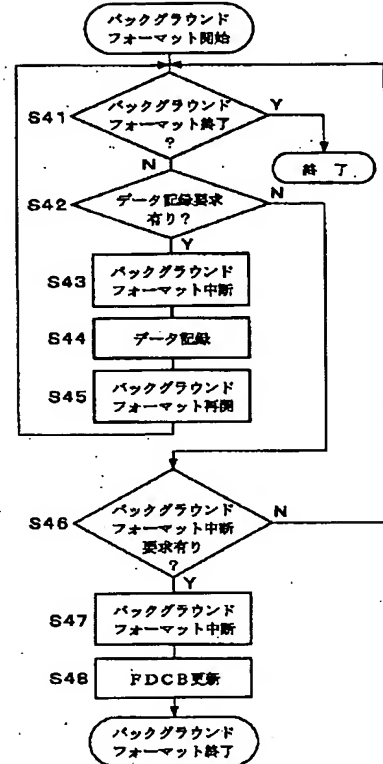 バックグラウンド
フォーマット開始
S41
バックグラウンド
フォーマット終了
?
Y
終 了
N
S42
データ記録要求
有り?
N
Y
S43
バックグラウンド
フォーマット中断
S44
データ記録
S45
バックグラウンド
フォーマット再開
S46
バックグラウンド
フォーマット中断
要求有り
?
N
Y
S47
バックグラウンド
フォーマット中断
S48
FDCB更新
バックグラウンド
フォーマット終了